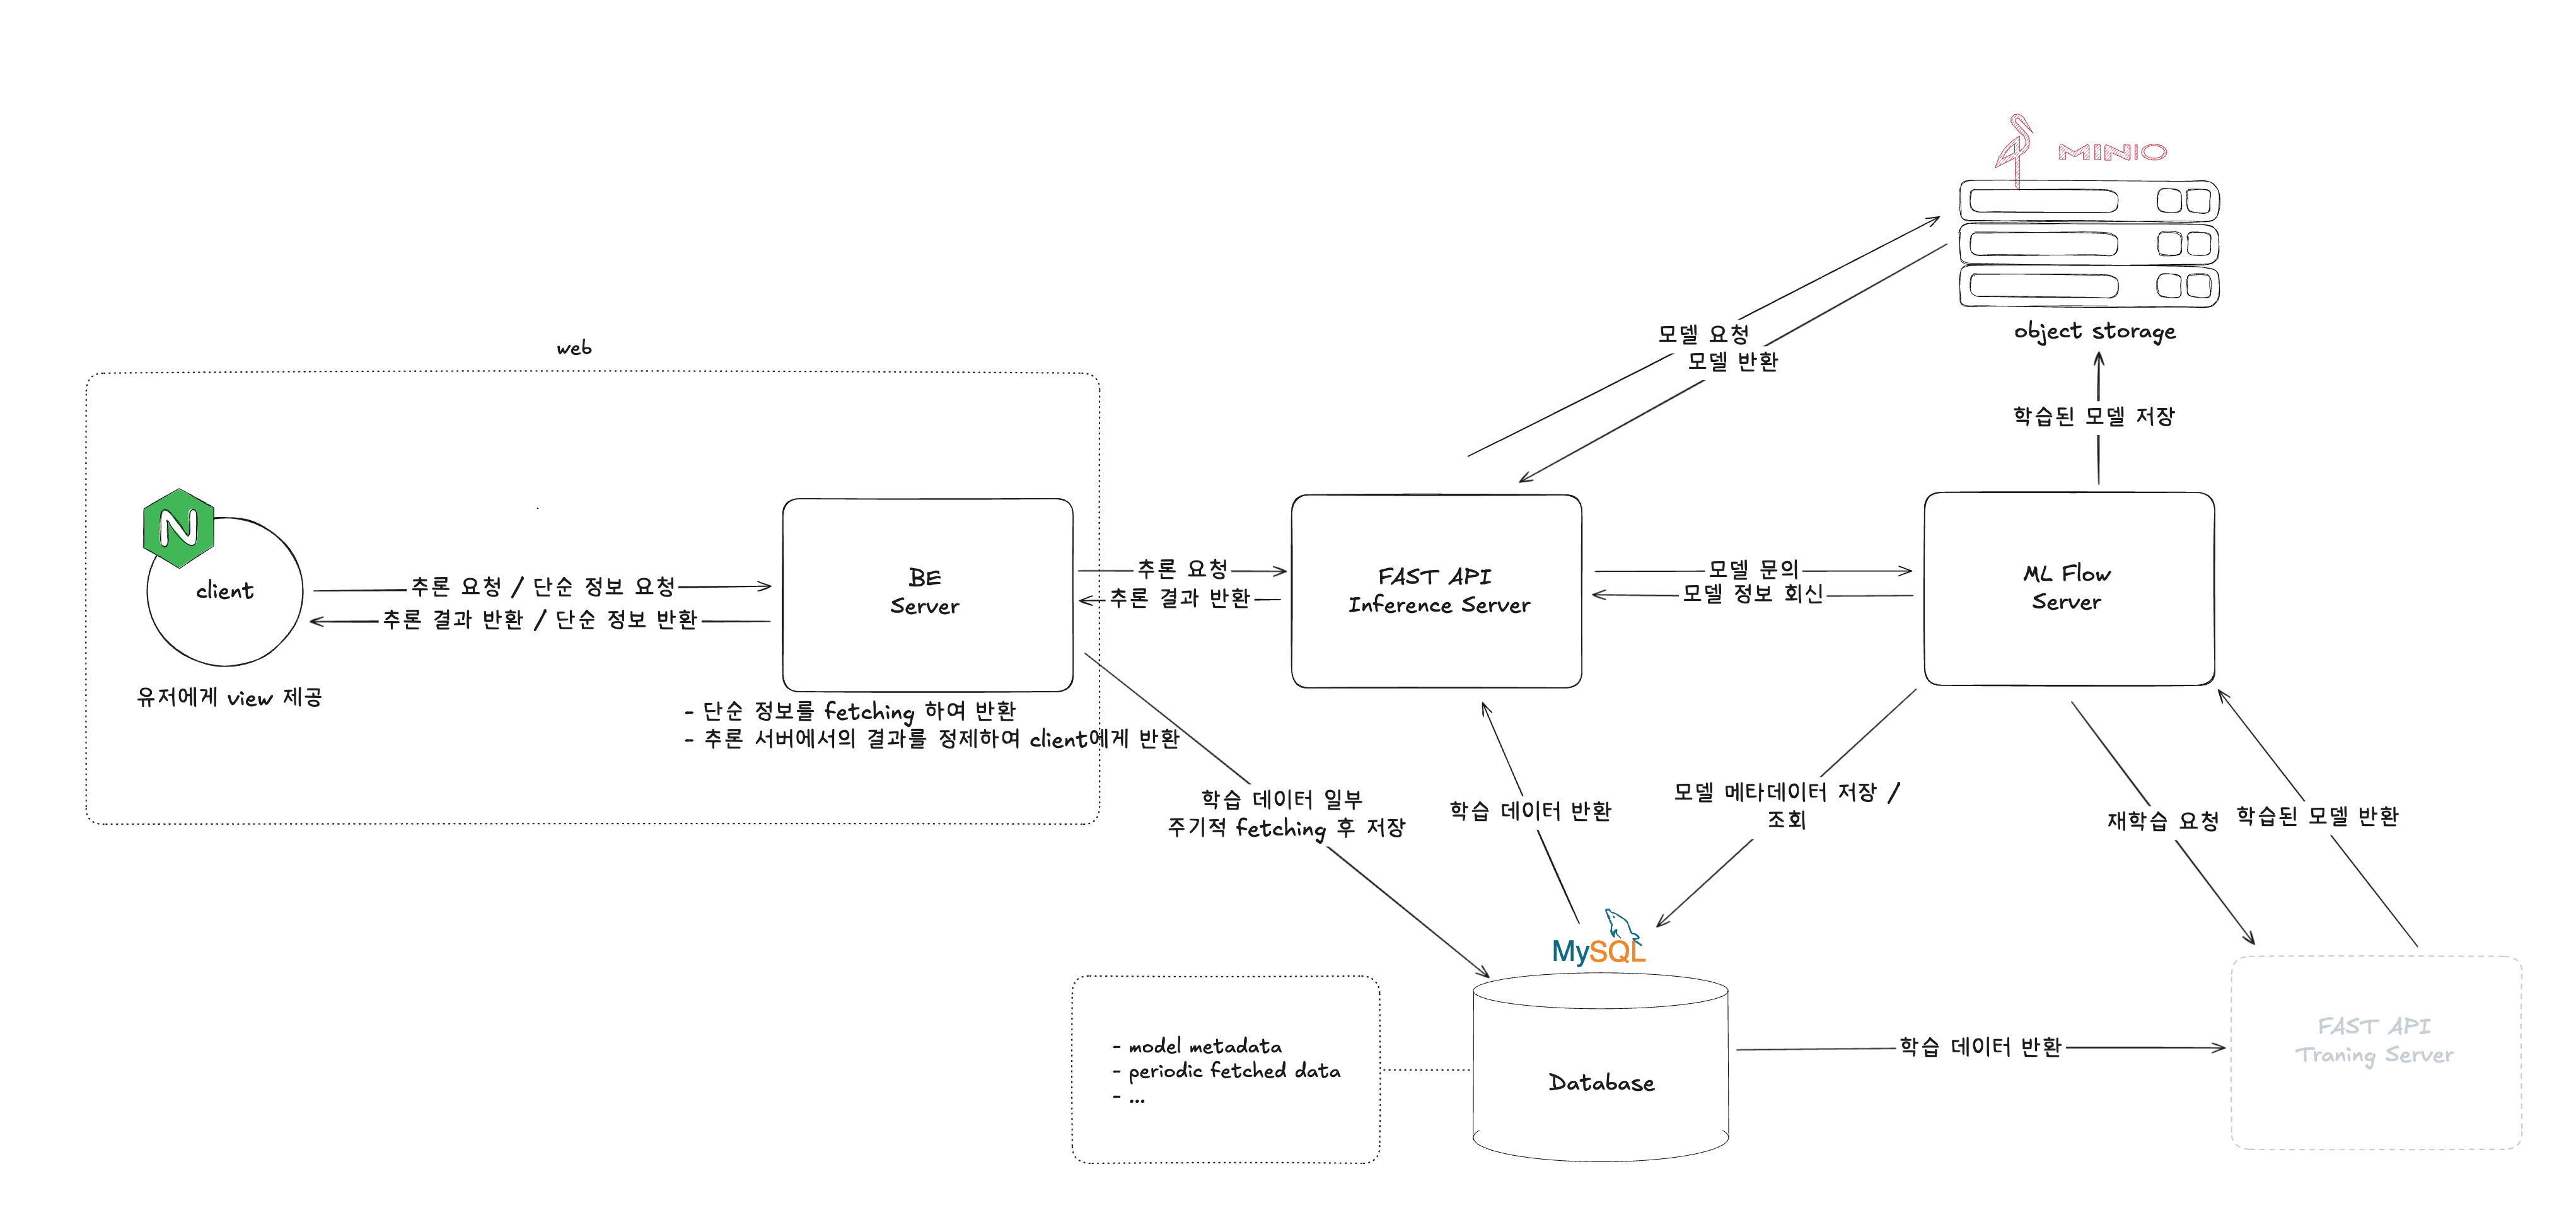 MINIO
object storage
모델 요청
모델 반환
학습된 모델 저장
web
N
client
유저에게 view 제공
추론 요청 / 단순 정보 요청
추론 결과 반환 / 단순 정보 반환
BE
Server
- 단순 정보를 fetching 하여 반환
- 추론 서버에서의 결과를 정제하여 client에게 반환
추론 요청
추론 결과 반환
FAST API
Inference Server
모델 문의
모델 정보 회신
ML Flow
Server
학습 데이터 일부
주기적 fetching 후 저장
학습 데이터 반환
모델 메타데이터 저장 /
조회
재학습 요청
학습된 모델 반환
MySQL
Database
- model metadata
- periodic fetched data
- ...
학습 데이터 반환
FAST API
Traning Server